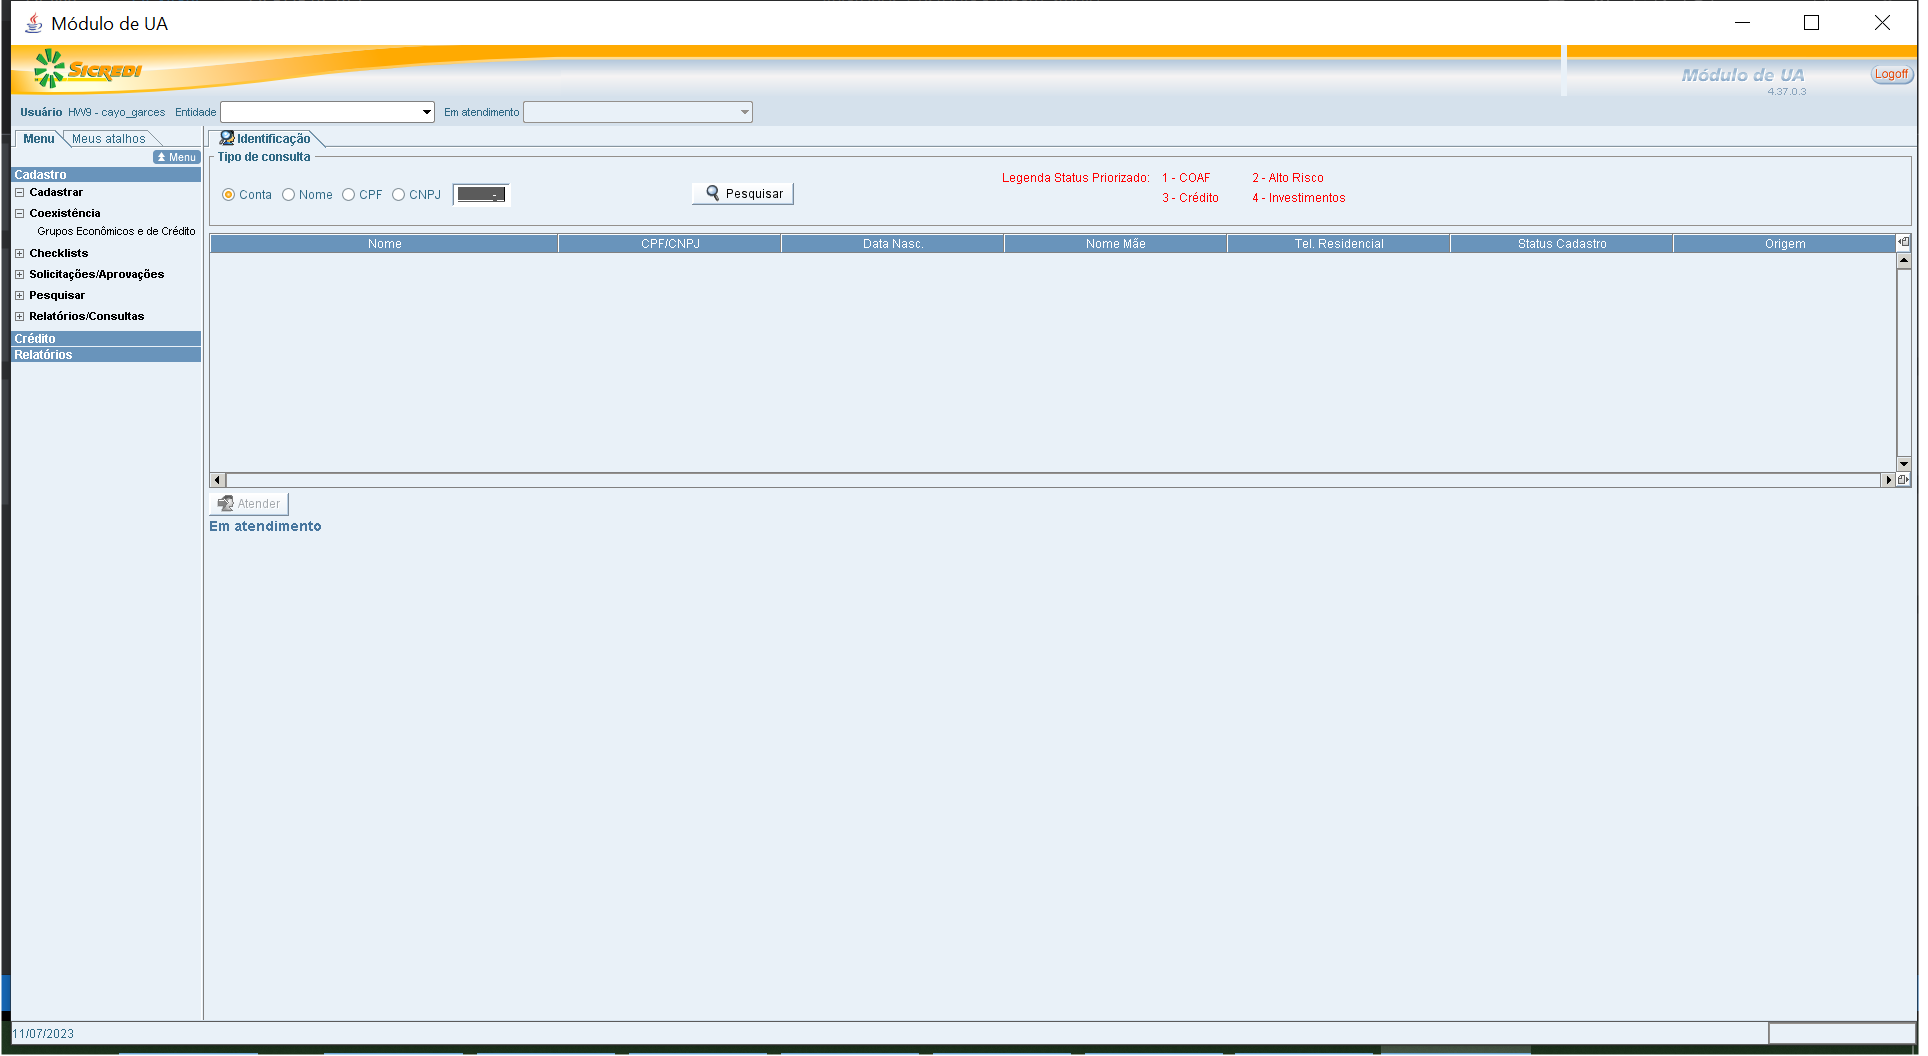 Módulo de UA
SICREDI
Módulo de UA
4.37.0.3
Logoff
Usuário HW9 - cayo_garces Entidade Em atendimento
Menu Meus atalhos
Menu
Cadastro
Cadastrar
Coexistência
Grupos Econômicos e de Crédito
Checklists
Solicitações/Aprovações
Pesquisar
Relatórios/Consultas
Crédito
Relatórios
Identificação
Tipo de consulta
Conta Nome CPF CNPJ - Pesquisar
Legenda Status Priorizado: 1 - COAF 2 - Alto Risco
3 - Crédito 4 - Investimentos
Nome CPF/CNPJ Data Nasc. Nome Mãe Tel. Residencial Status Cadastro Origem
Atender
Em atendimento
11/07/2023